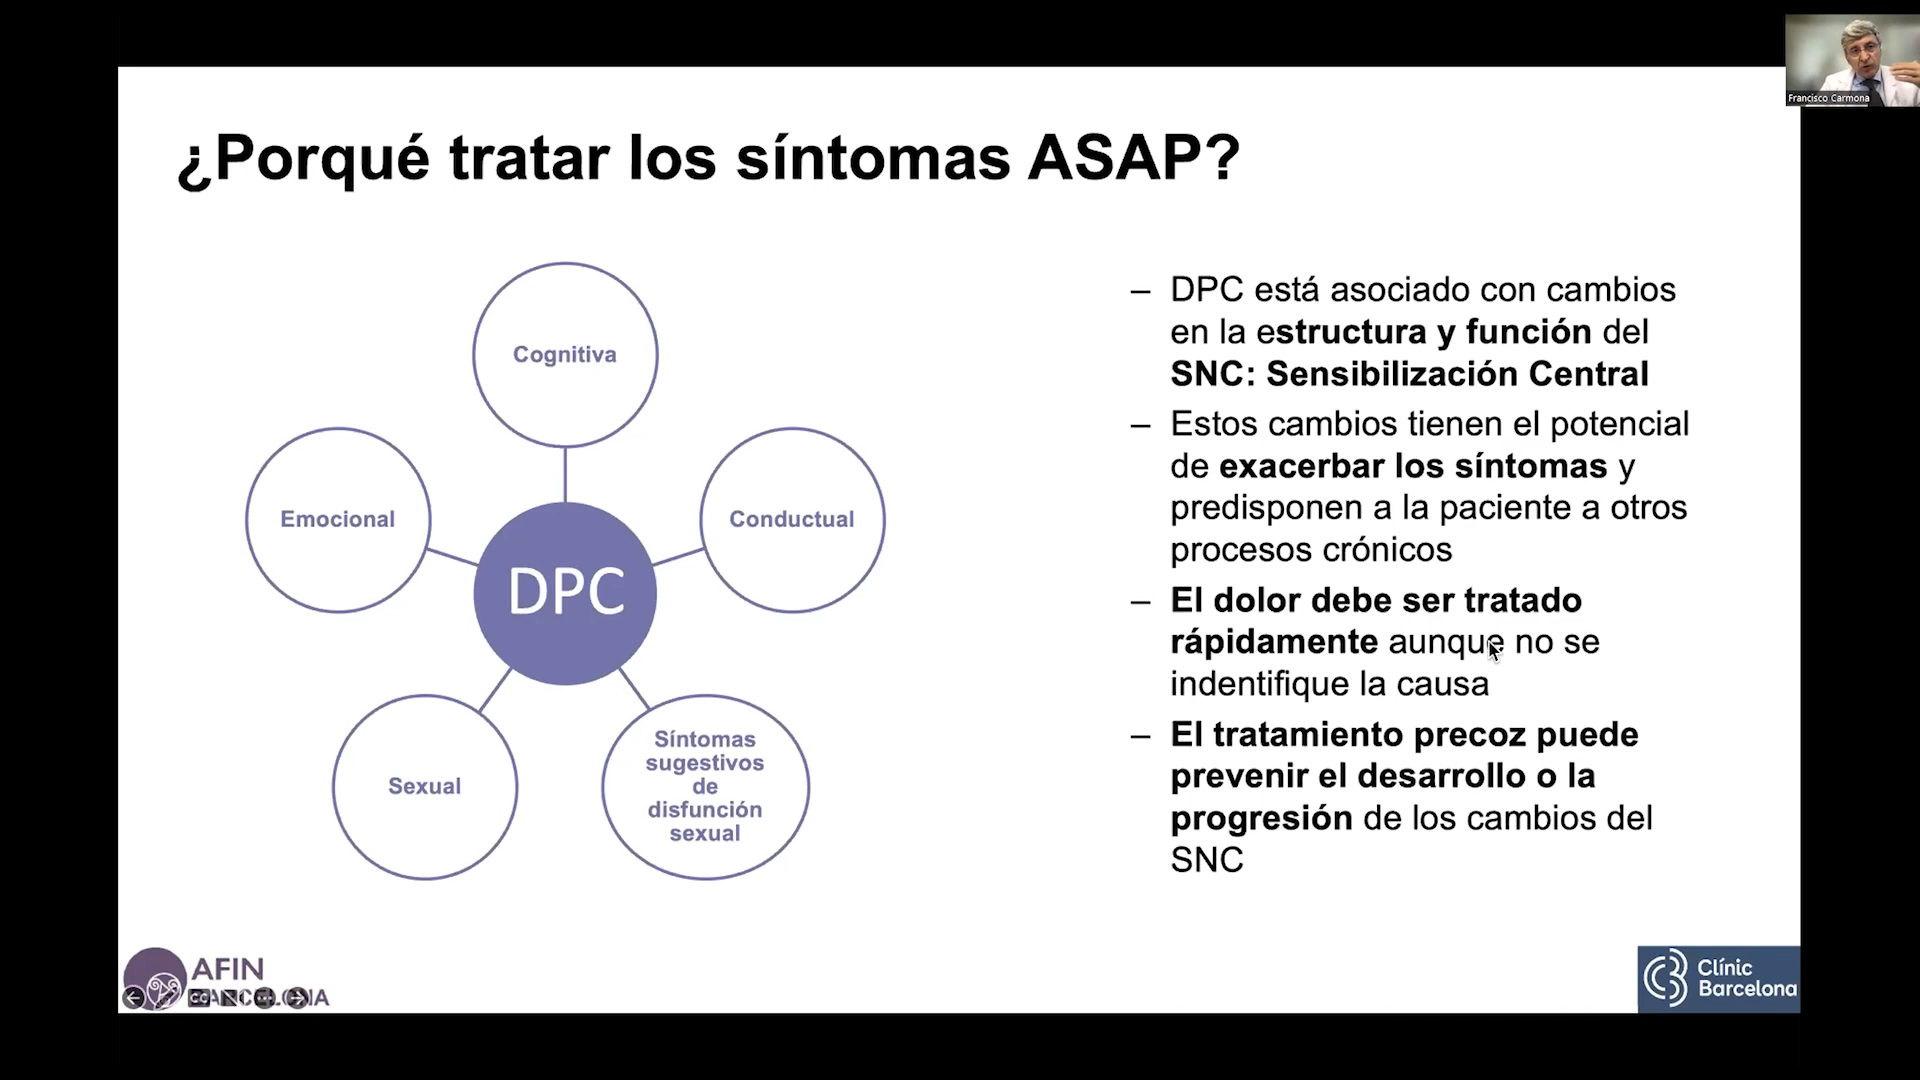 Francisco Carmona
¿Porqué tratar los síntomas ASAP?
Cognitiva
Emocional
Conductual
DPC
Sexual
Síntomas
sugestivos
de
disfunción
sexual
– DPC está asociado con cambios
en la estructura y función del
SNC: Sensibilización Central
– Estos cambios tienen el potencial
de exacerbar los síntomas y
predisponen a la paciente a otros
procesos crónicos
– El dolor debe ser tratado
rápidamente aunque no se
indentifique la causa
– El tratamiento precoz puede
prevenir el desarrollo o la
progresión de los cambios del
SNC
AFIN
BARCELONA
Clínic
Barcelona